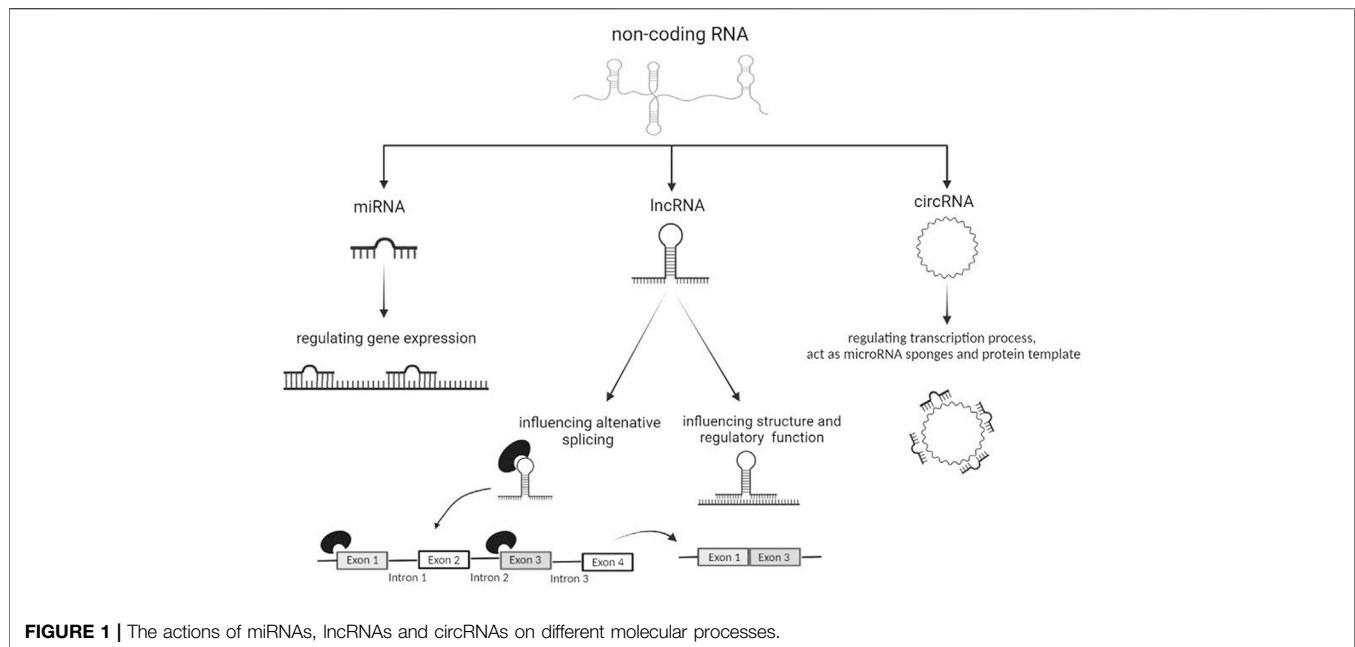 non-coding RNA
miRNA
lncRNA
circRNA
regulating gene expression
regulating transcription process,
act as microRNA sponges and protein template
influencing altenative
splicing
influencing structure and
regulatory function
Exon 1
Exon 2
Exon 3
Exon 4
Intron 1
Intron 2
Intron 3
Exon 1
Exon 3
FIGURE 1 | The actions of miRNAs, lncRNAs and circRNAs on different molecular processes.